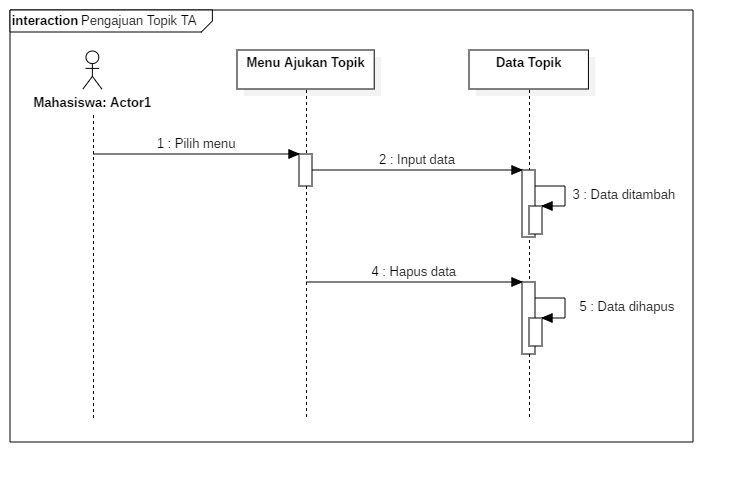 interaction Pengajuan Topik TA
Mahasiswa: Actor1
Menu Ajukan Topik
Data Topik
1 : Pilih menu
2 : Input data
3 : Data ditambah
4 : Hapus data
5 : Data dihapus